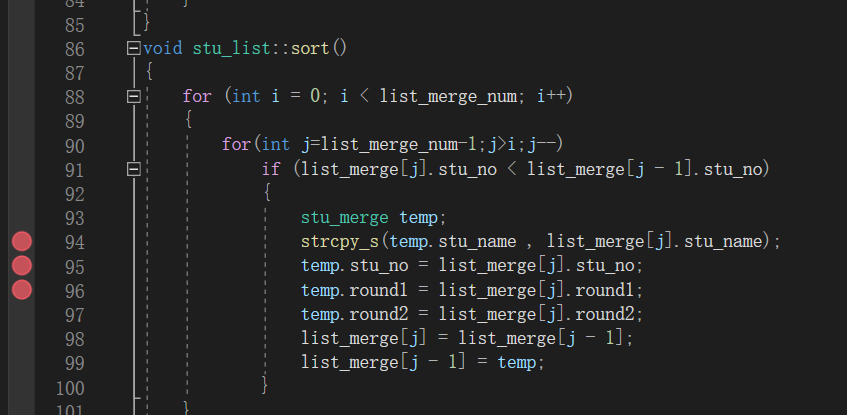 84 }
85 }
86 void stu_list::sort()
87 {
88 for (int i = 0; i < list_merge_num; i++)
89 {
90 for(int j=list_merge_num-1;j>i;j--)
91 if (list_merge[j].stu_no < list_merge[j - 1].stu_no)
92 {
93 stu_merge temp;
94 strcpy_s(temp.stu_name , list_merge[j].stu_name);
95 temp.stu_no = list_merge[j].stu_no;
96 temp.round1 = list_merge[j].round1;
97 temp.round2 = list_merge[j].round2;
98 list_merge[j] = list_merge[j - 1];
99 list_merge[j - 1] = temp;
100 }
101 }